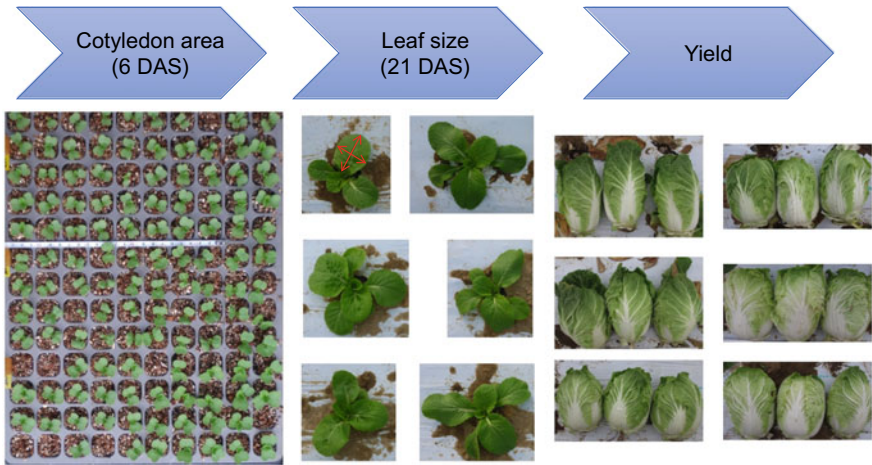 Cotyledon area
(6 DAS)
Leaf size
(21 DAS)
Yield